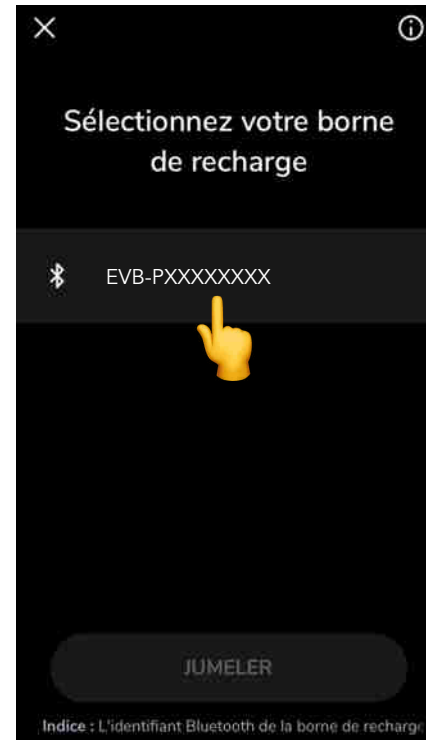 Sélectionnez votre borne
de recharge
EVB-PXXXXXXXX
JUMELER
Indice : L'identifiant Bluetooth de la borne de recharge